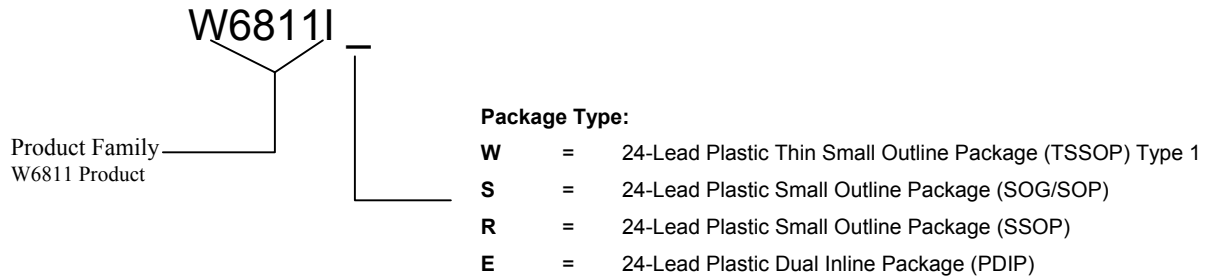 W6811I _
Product Family
W6811 Product
Package Type:
W = 24-Lead Plastic Thin Small Outline Package (TSSOP) Type 1
S = 24-Lead Plastic Small Outline Package (SOG/SOP)
R = 24-Lead Plastic Small Outline Package (SSOP)
E = 24-Lead Plastic Dual Inline Package (PDIP)